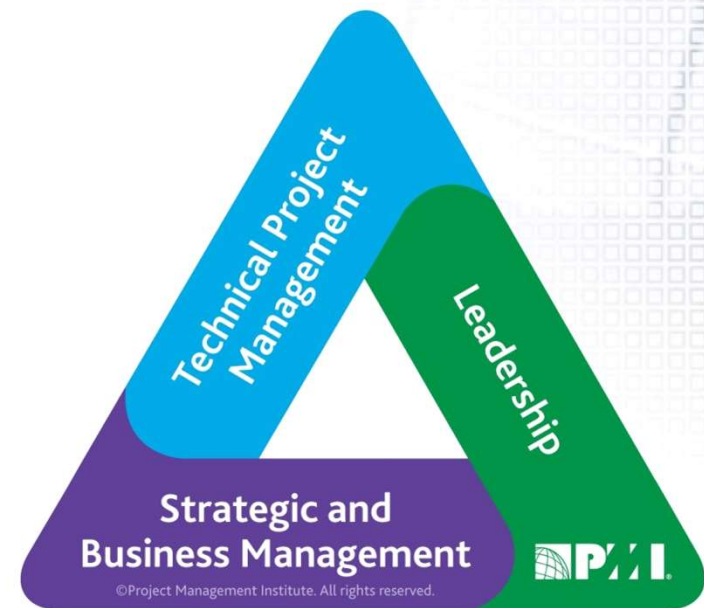 Technical Project
Management
Leadership
Strategic and
Business Management
©Project Management Institute. All rights reserved.
PMI